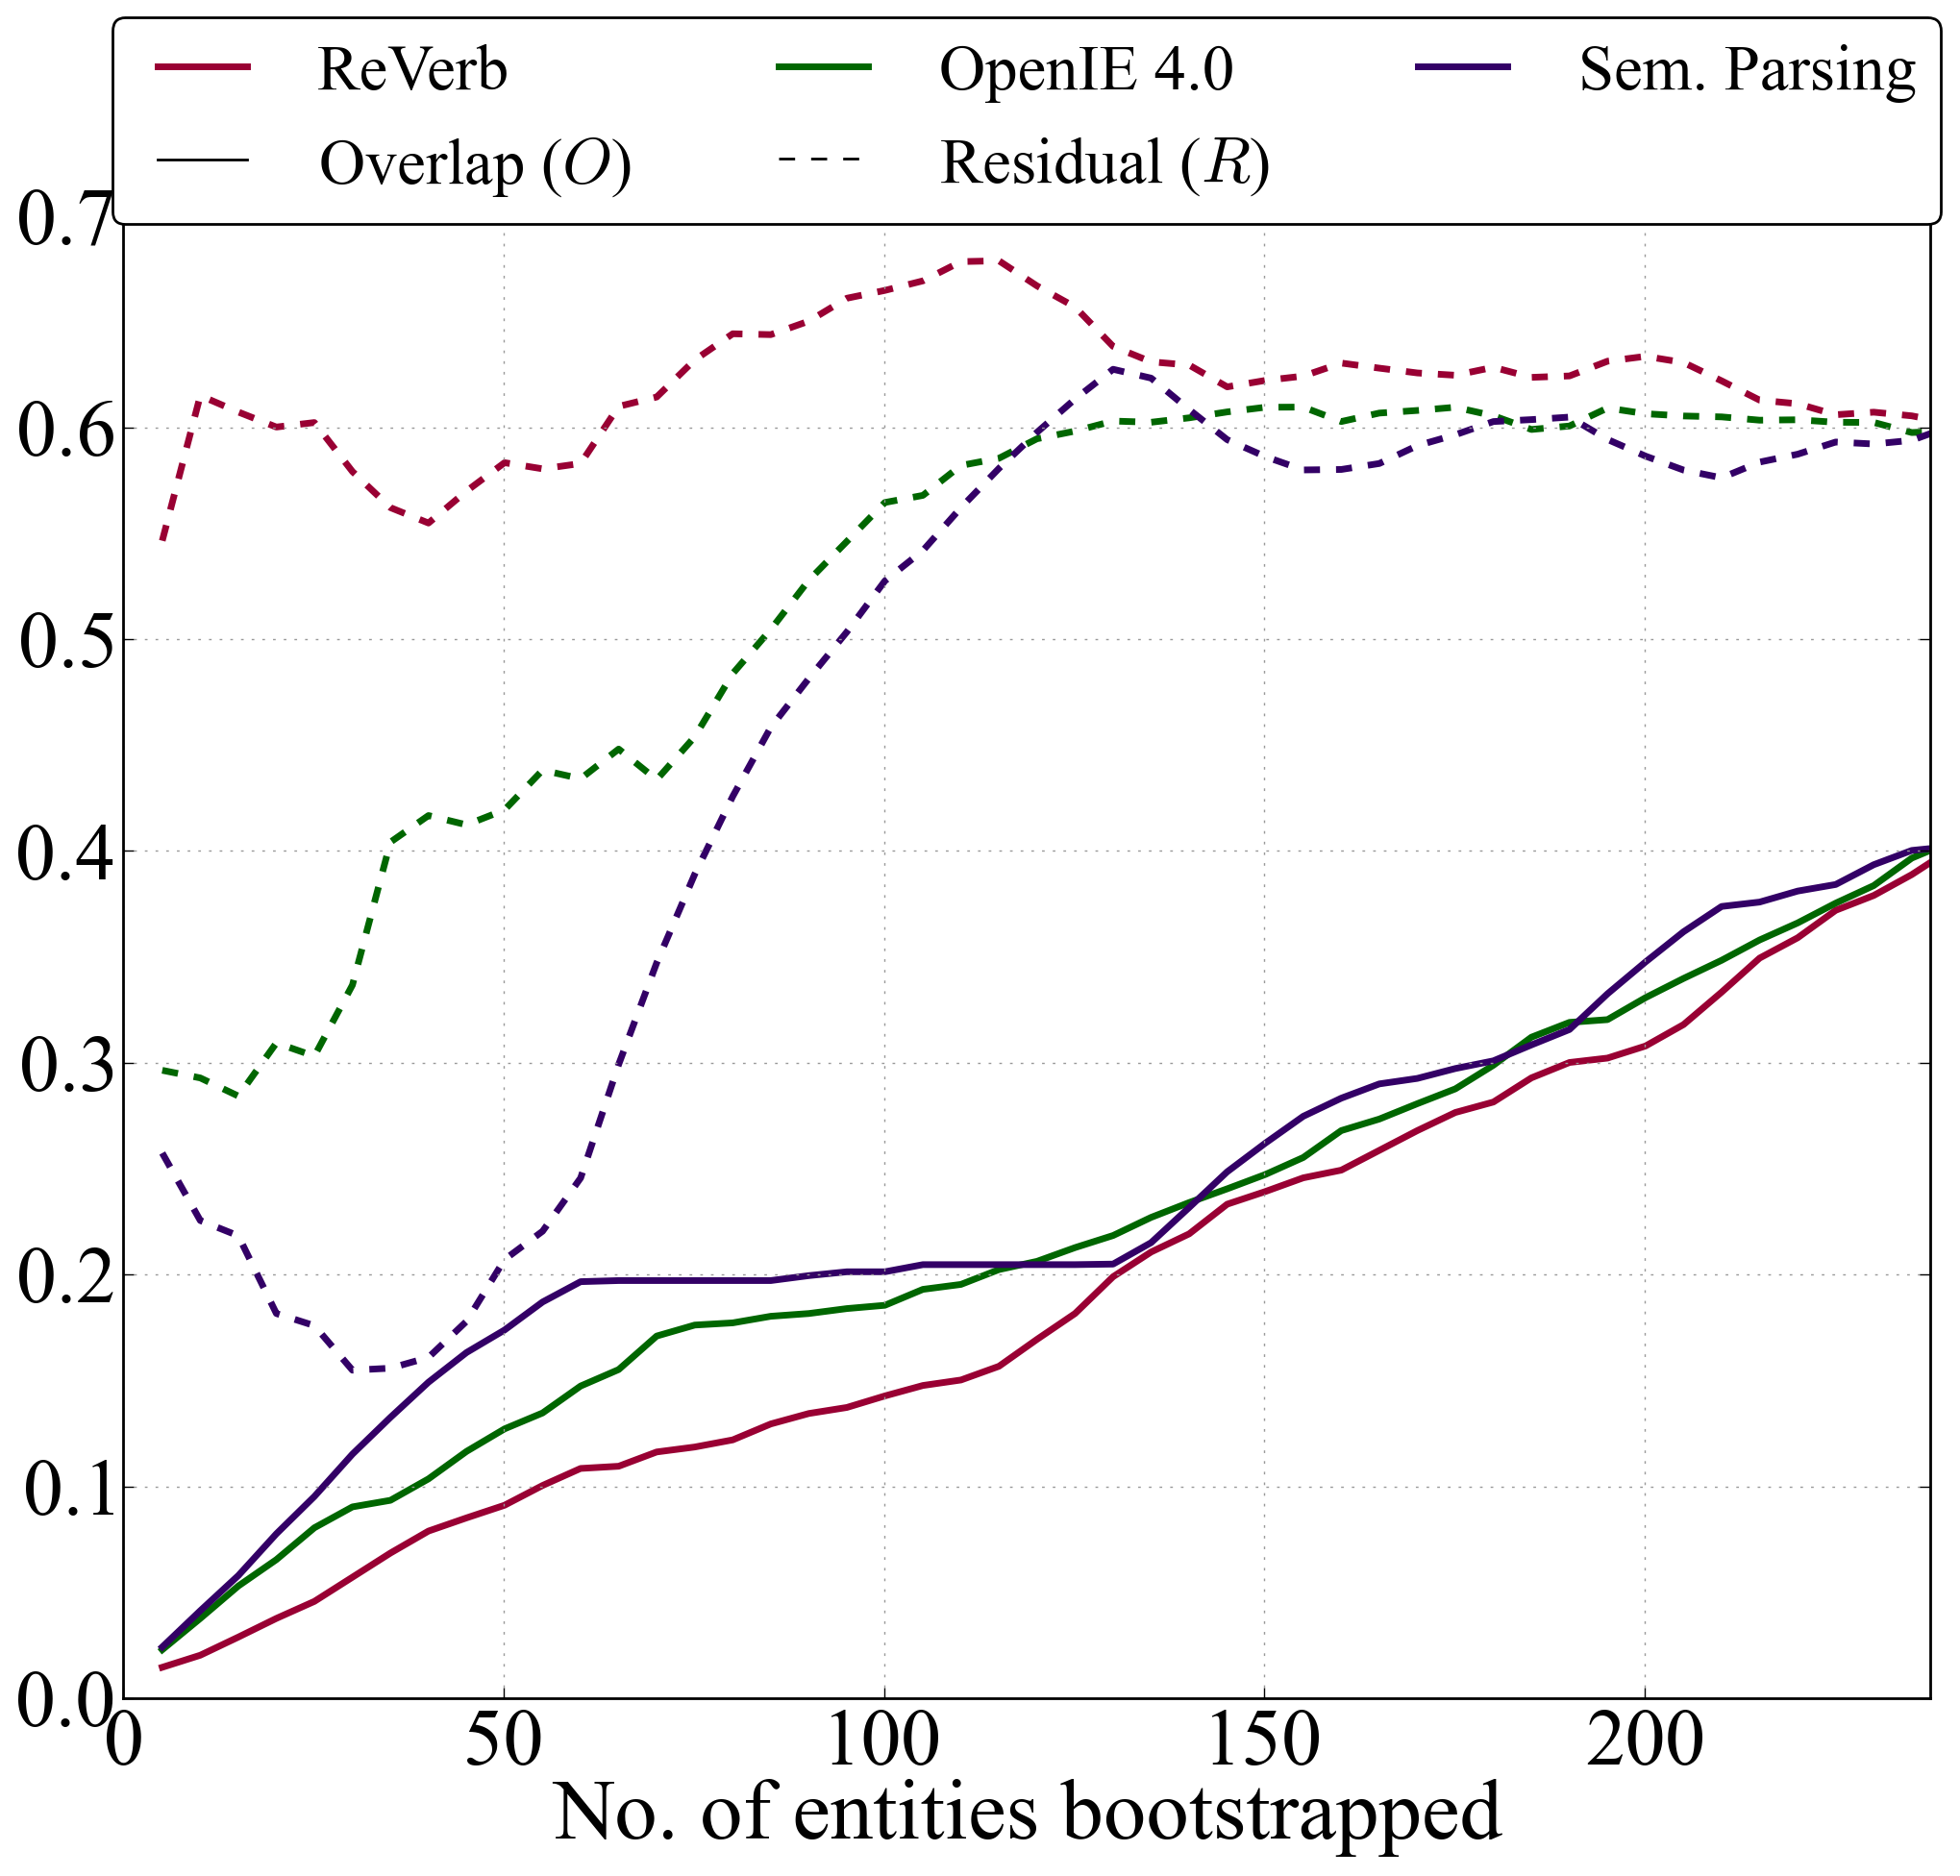 ReVerb OpenIE 4.0 Sem. Parsing
Overlap (O) Residual (R)
0.7
0.6
0.5
0.4
0.3
0.2
0.1
0.0
0 50 100 150 200
No. of entities bootstrapped